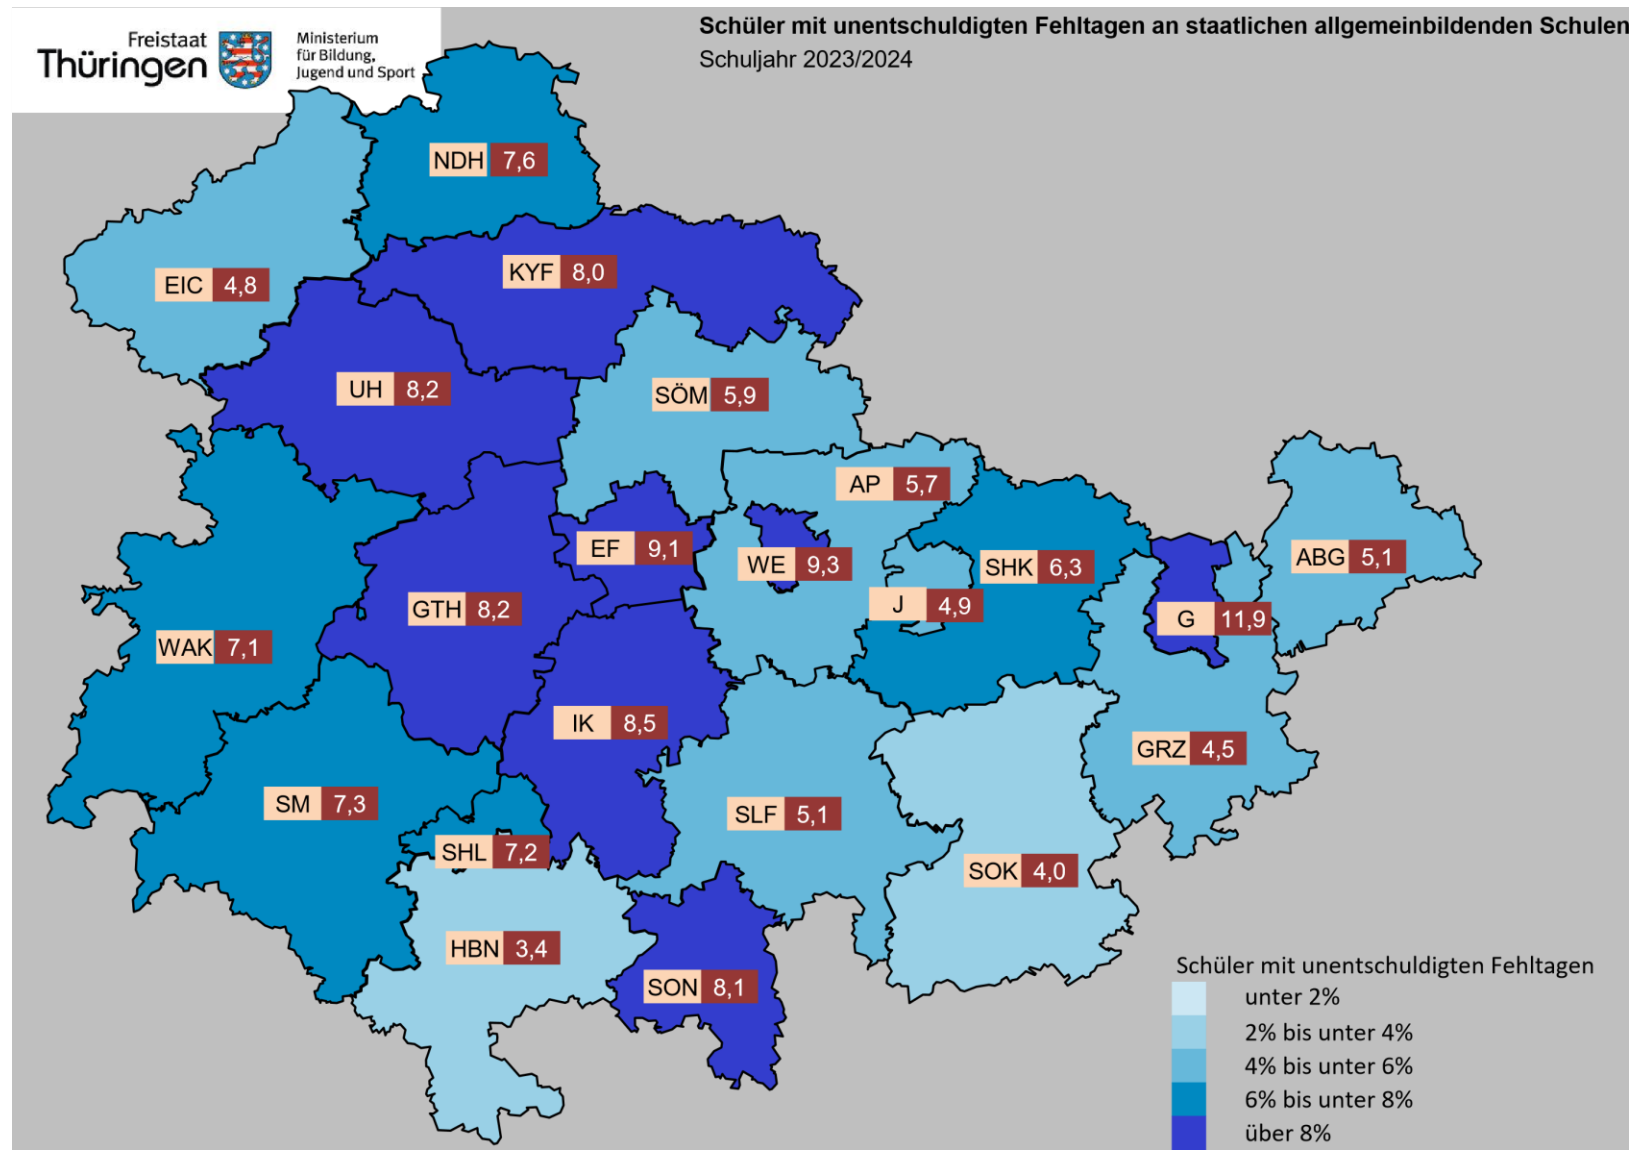 Freistaat
Thüringen
Ministerium
für Bildung,
Jugend und Sport
Schüler mit unentschuldigten Fehltagen an staatlichen allgemeinbildenden Schulen
Schuljahr 2023/2024
NDH 7,6
KYF 8,0
EIC 4,8
UH 8,2
SÖM 5,9
AP 5,7
EF 9,1
WE 9,3
SHK 6,3
ABG 5,1
GTH 8,2
J 4,9
G 11,9
WAK 7,1
IK 8,5
GRZ 4,5
SM 7,3
SLF 5,1
SHL 7,2
SOK 4,0
HBN 3,4
SON 8,1
Schüler mit unentschuldigten Fehltagen
unter 2%
2% bis unter 4%
4% bis unter 6%
6% bis unter 8%
über 8%